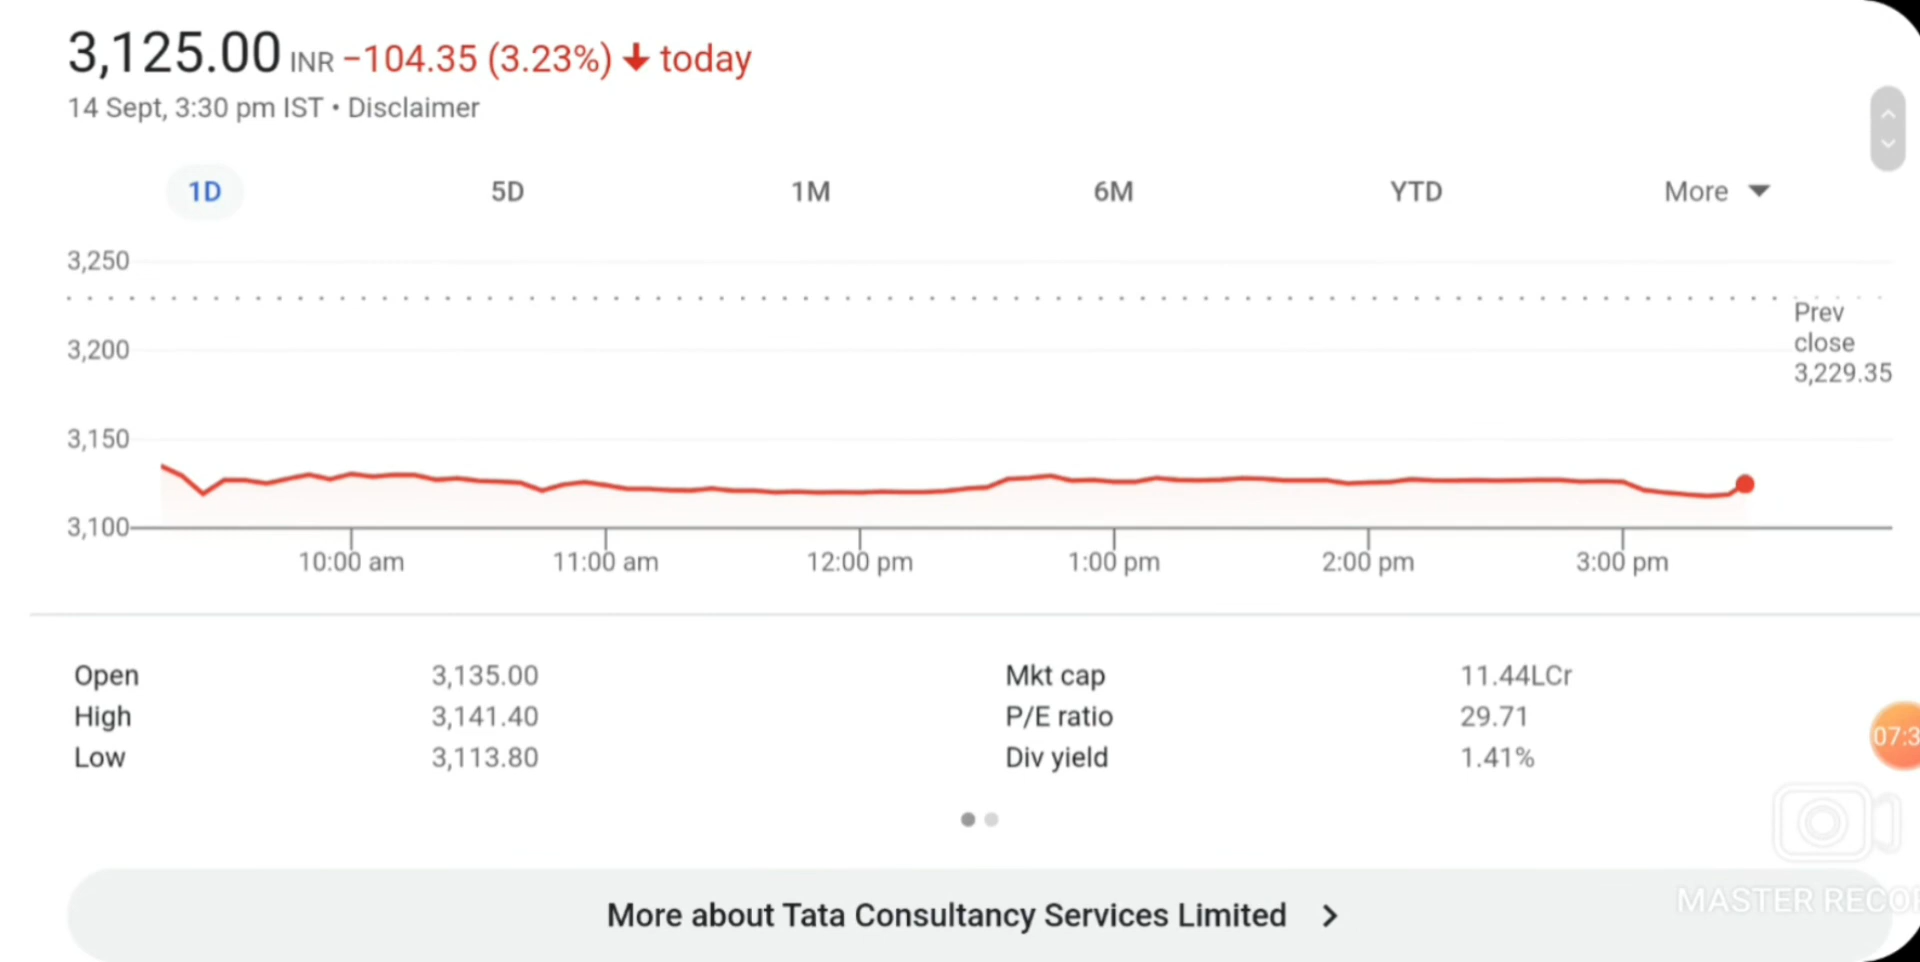 3,125.00 INR −104.35 (3.23%) ↓ today
14 Sept, 3:30 pm IST • Disclaimer
1D 5D 1M 6M YTD More
3,250
Prev
close
3,229.35
3,200
3,150
3,100
10:00 am 11:00 am 12:00 pm 1:00 pm 2:00 pm 3:00 pm
Open 3,135.00 Mkt cap 11.44LCr
High 3,141.40 P/E ratio 29.71
Low 3,113.80 Div yield 1.41%
07:3
MASTER RECO
More about Tata Consultancy Services Limited >